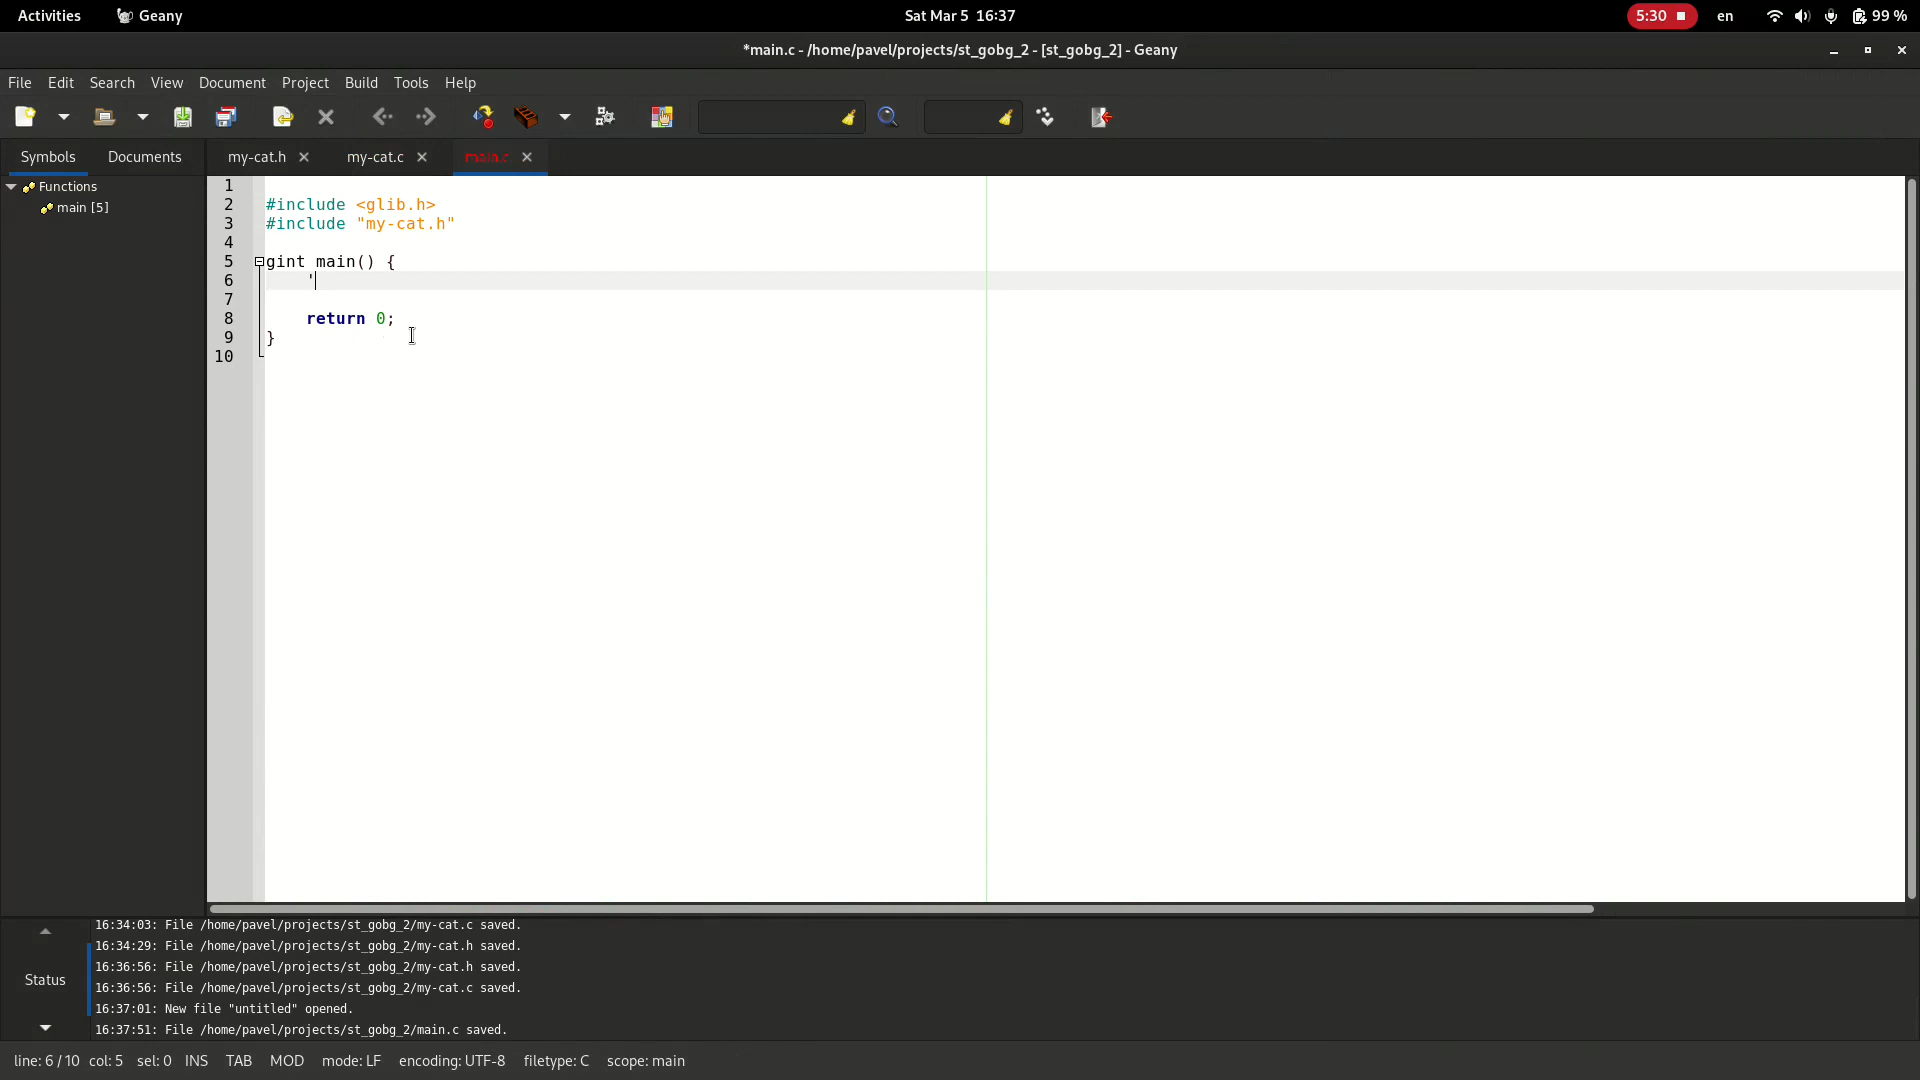 Activities Geany Sat Mar 5 16:37 5:30 en 99 %
*main.c - /home/pavel/projects/st_gobg_2 - [st_gobg_2] - Geany
File Edit Search View Document Project Build Tools Help
Symbols Documents my-cat.h my-cat.c main.c
Functions
main [5]
1
2 #include <glib.h>
3 #include "my-cat.h"
4
5 gint main() {
6 '
7
8 return 0;
9 }
10
16:34:03: File /home/pavel/projects/st_gobg_2/my-cat.c saved.
16:34:29: File /home/pavel/projects/st_gobg_2/my-cat.h saved.
16:36:56: File /home/pavel/projects/st_gobg_2/my-cat.h saved.
Status
16:36:56: File /home/pavel/projects/st_gobg_2/my-cat.c saved.
16:37:01: New file "untitled" opened.
16:37:51: File /home/pavel/projects/st_gobg_2/main.c saved.
line: 6 / 10 col: 5 sel: 0 INS TAB MOD mode: LF encoding: UTF-8 filetype: C scope: main